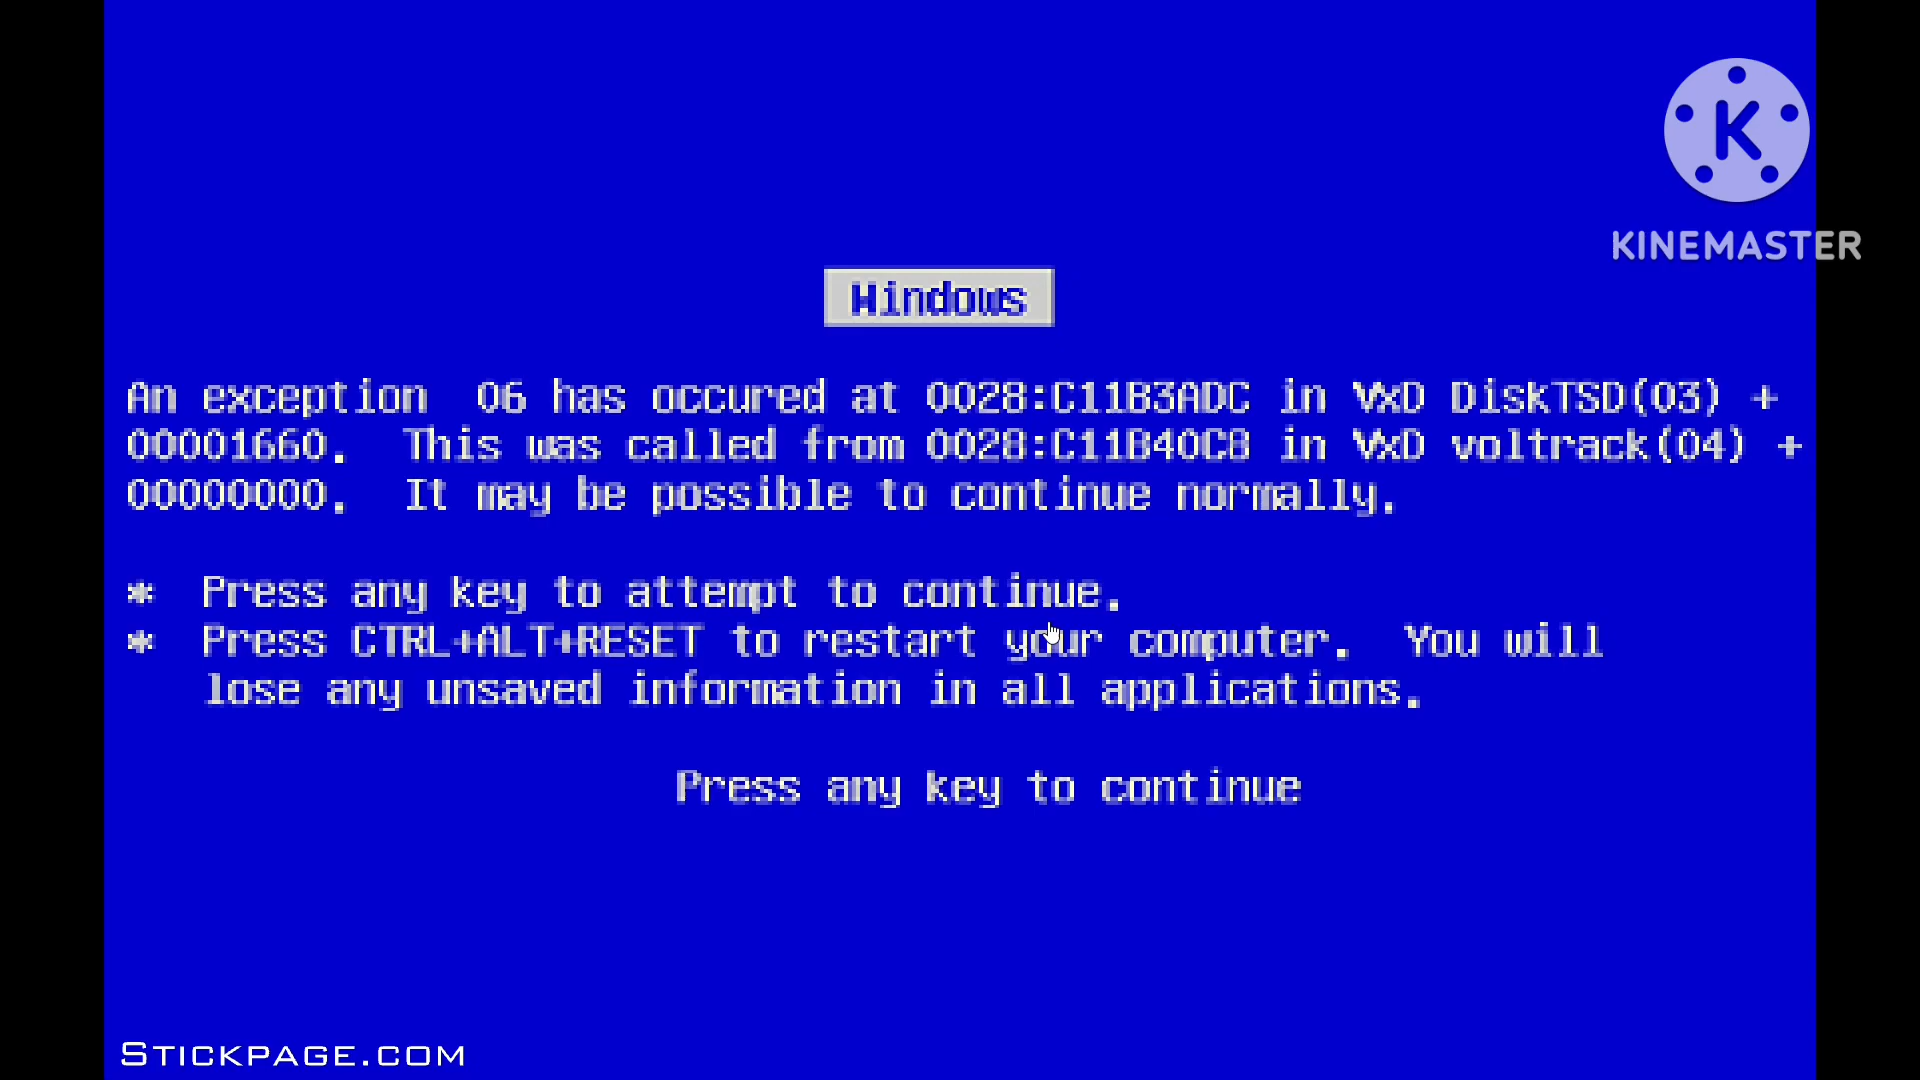 K
KINEMASTER
Windows
An exception  06 has occured at 0028:C11B3ADC in VxD DiskTSD(03) +
00001660.  This was called from 0028:C11B40C8 in VxD voltrack(04) +
00000000.  It may be possible to continue normally.
*  Press any key to attempt to continue.
*  Press CTRL+ALT+RESET to restart your computer.  You will
lose any unsaved information in all applications.
Press any key to continue
STICKPAGE.COM